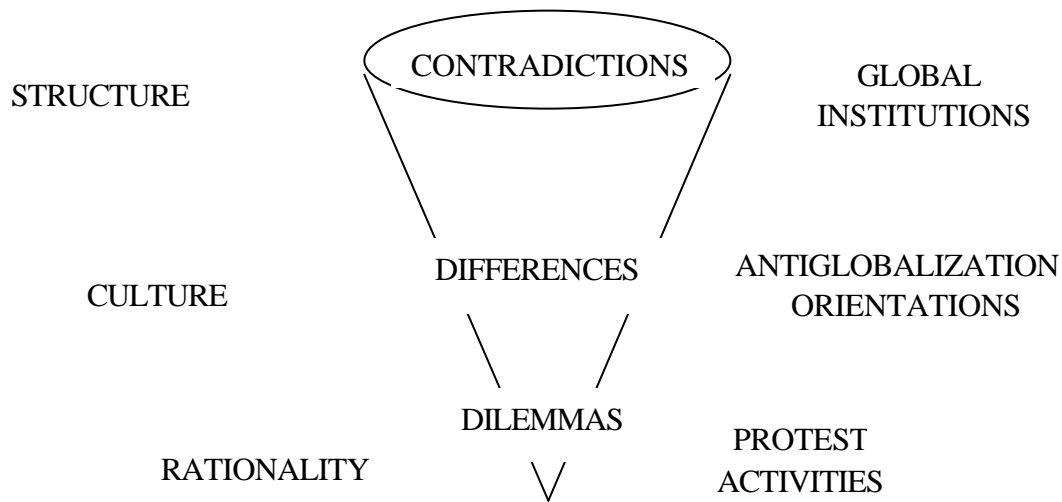 STRUCTURE
CONTRADICTIONS
GLOBAL
INSTITUTIONS
CULTURE
DIFFERENCES
ANTIGLOBALIZATION
ORIENTATIONS
RATIONALITY
DILEMMAS
PROTEST
ACTIVITIES